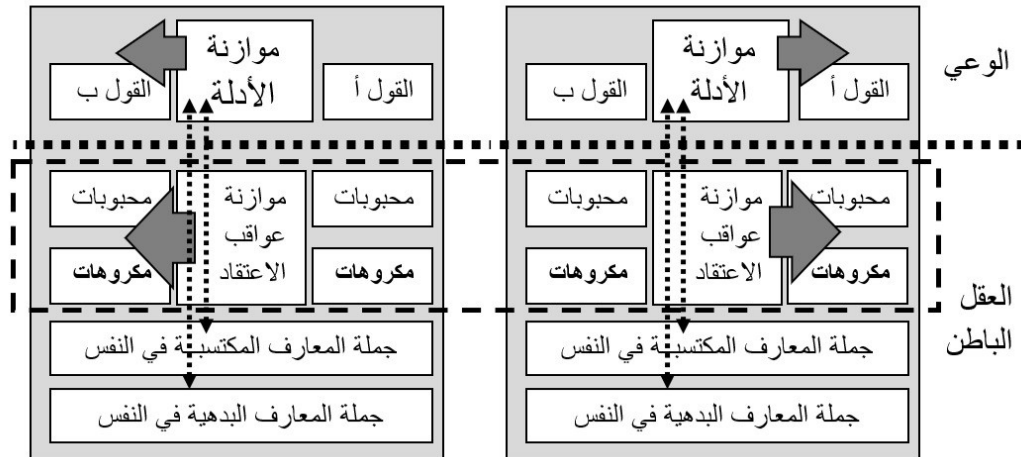 الوعي
موازنة
الأدلة
القول أ
القول ب
محبوبات
موازنة
عواقب
الاعتقاد
محبوبات
مكروهات
مكروهات
جملة المعارف المكتسبة في النفس
جملة المعارف البدهية في النفس
العقل
الباطن
موازنة
الأدلة
القول أ
القول ب
محبوبات
موازنة
عواقب
الاعتقاد
محبوبات
مكروهات
مكروهات
جملة المعارف المكتسبة في النفس
جملة المعارف البدهية في النفس